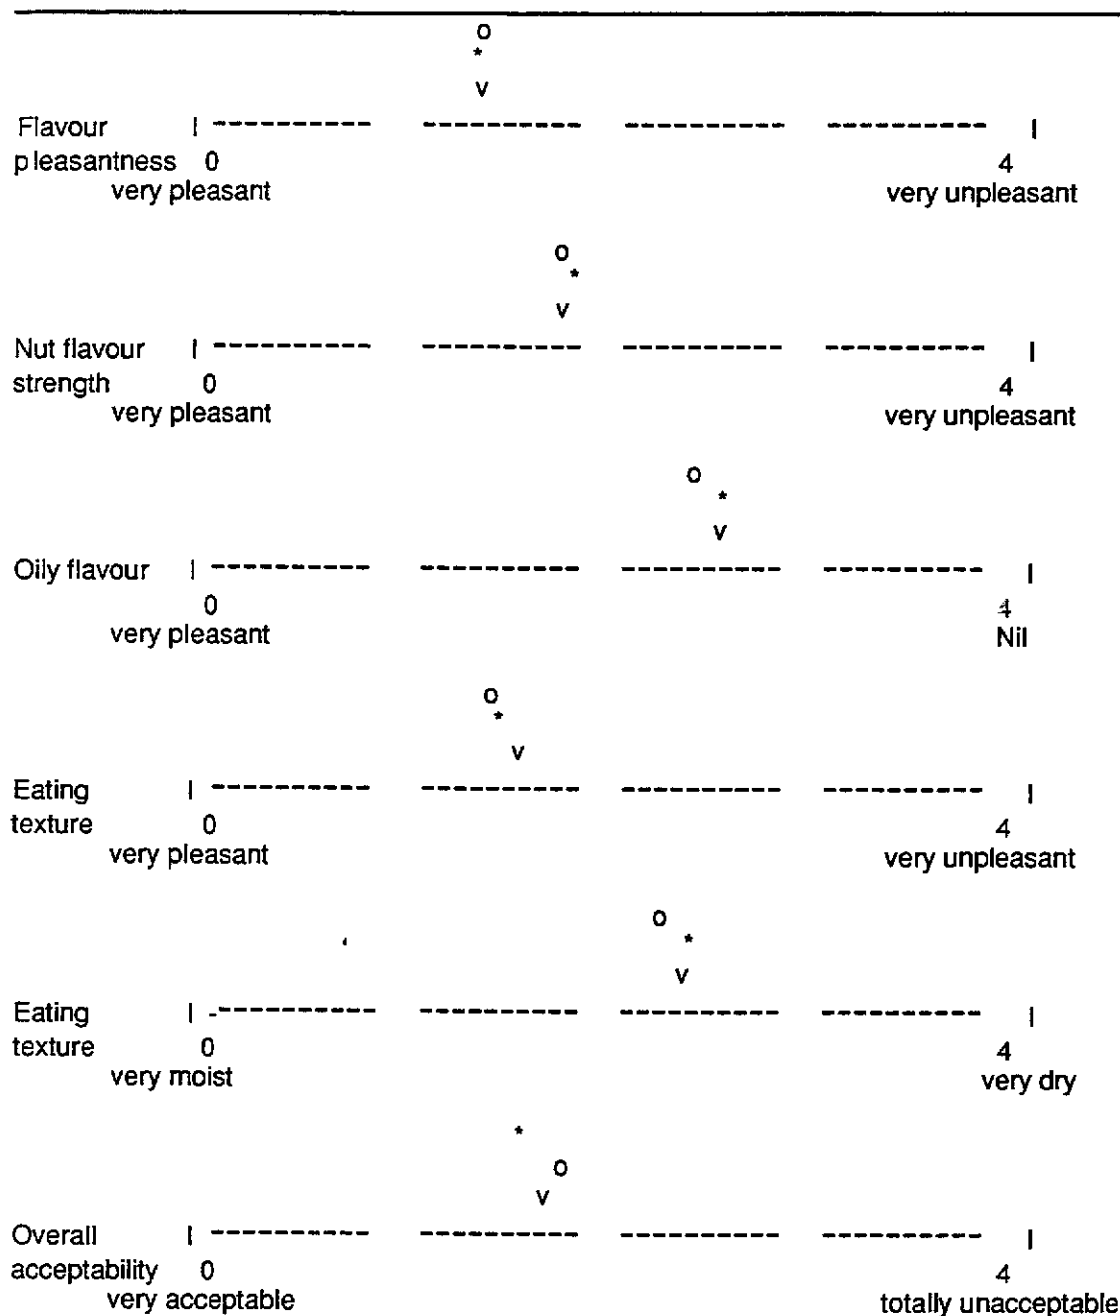 o
*
v
Flavour | -------- -------- -------- -------- |
pleasantness 0 4
very pleasant very unpleasant
o
*
v
Nut flavour | -------- -------- -------- -------- |
strength 0 4
very pleasant very unpleasant
o
*
v
Oily flavour | -------- -------- -------- -------- |
0 4
very pleasant Nil
o
*
v
Eating | -------- -------- -------- -------- |
texture 0 4
very pleasant very unpleasant
o
*
v
Eating | -------- -------- -------- -------- |
texture 0 4
very moist very dry
*
o
v
Overall | -------- -------- -------- -------- |
acceptability 0 4
very acceptable totally unacceptable